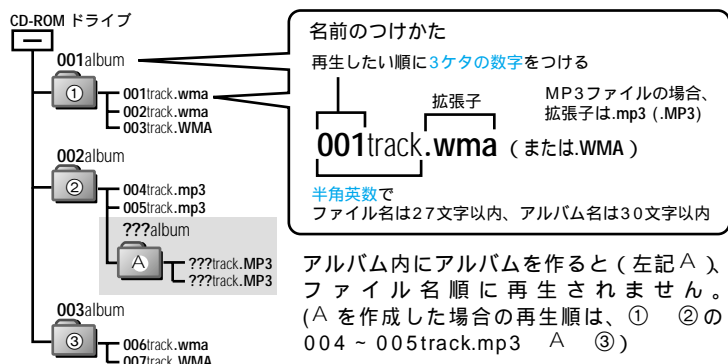 CD-ROM ドライブ
001album
①
001track.wma
002track.wma
003track.WMA
002album
②
004track.mp3
005track.mp3
???album
A
???track.MP3
???track.MP3
003album
③
006track.wma
007track.WMA
名前のつけかた
再生したい順に3ケタの数字をつける
拡張子
MP3ファイルの場合、
拡張子は.mp3 (.MP3)
001track.wma (または.WMA)
半角英数で
ファイル名は27文字以内、アルバム名は30文字以内
アルバム内にアルバムを作ると(左記A)、
ファイル名順に再生されません。
(Aを作成した場合の再生順は、① ②の
004 ~ 005track.mp3 A ③)